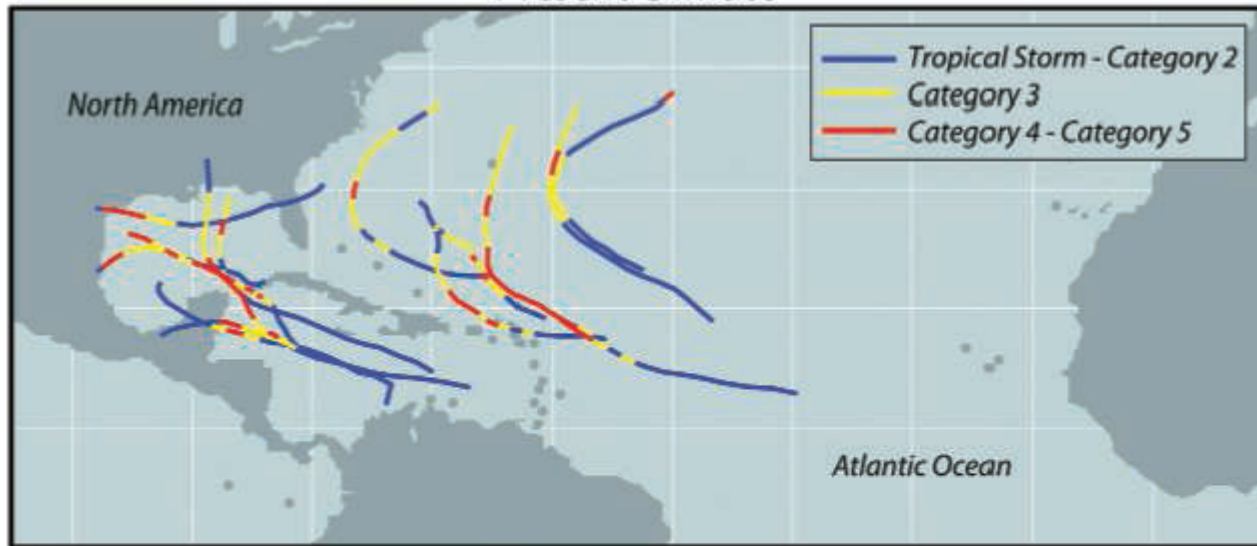 Tropical Storm - Category 2
North America
Category 3
Category 4 - Category 5
Atlantic Ocean